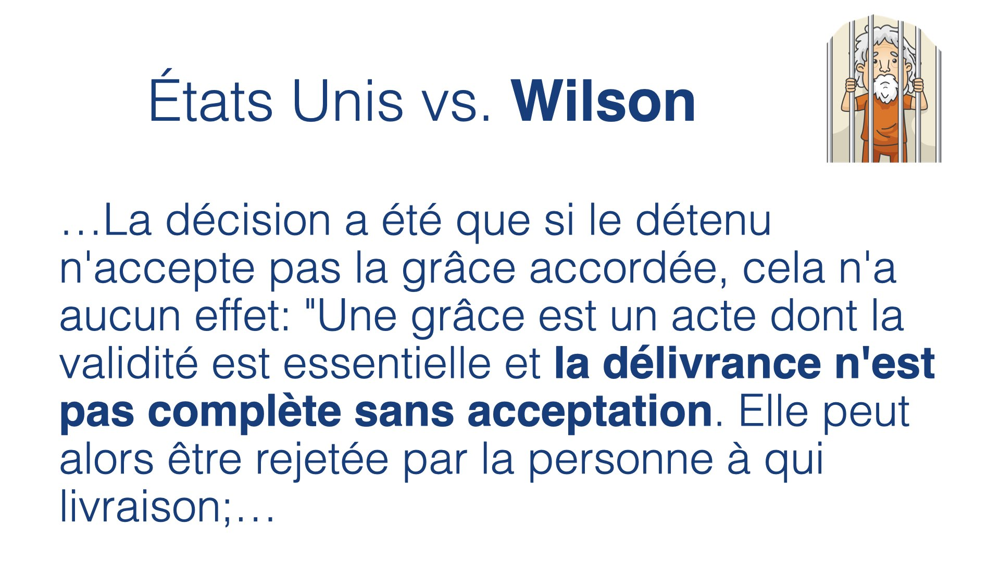 États Unis vs. Wilson
…La décision a été que si le détenu
n'accepte pas la grâce accordée, cela n'a
aucun effet: "Une grâce est un acte dont la
validité est essentielle et la délivrance n'est
pas complète sans acceptation. Elle peut
alors être rejetée par la personne à qui
livraison;…